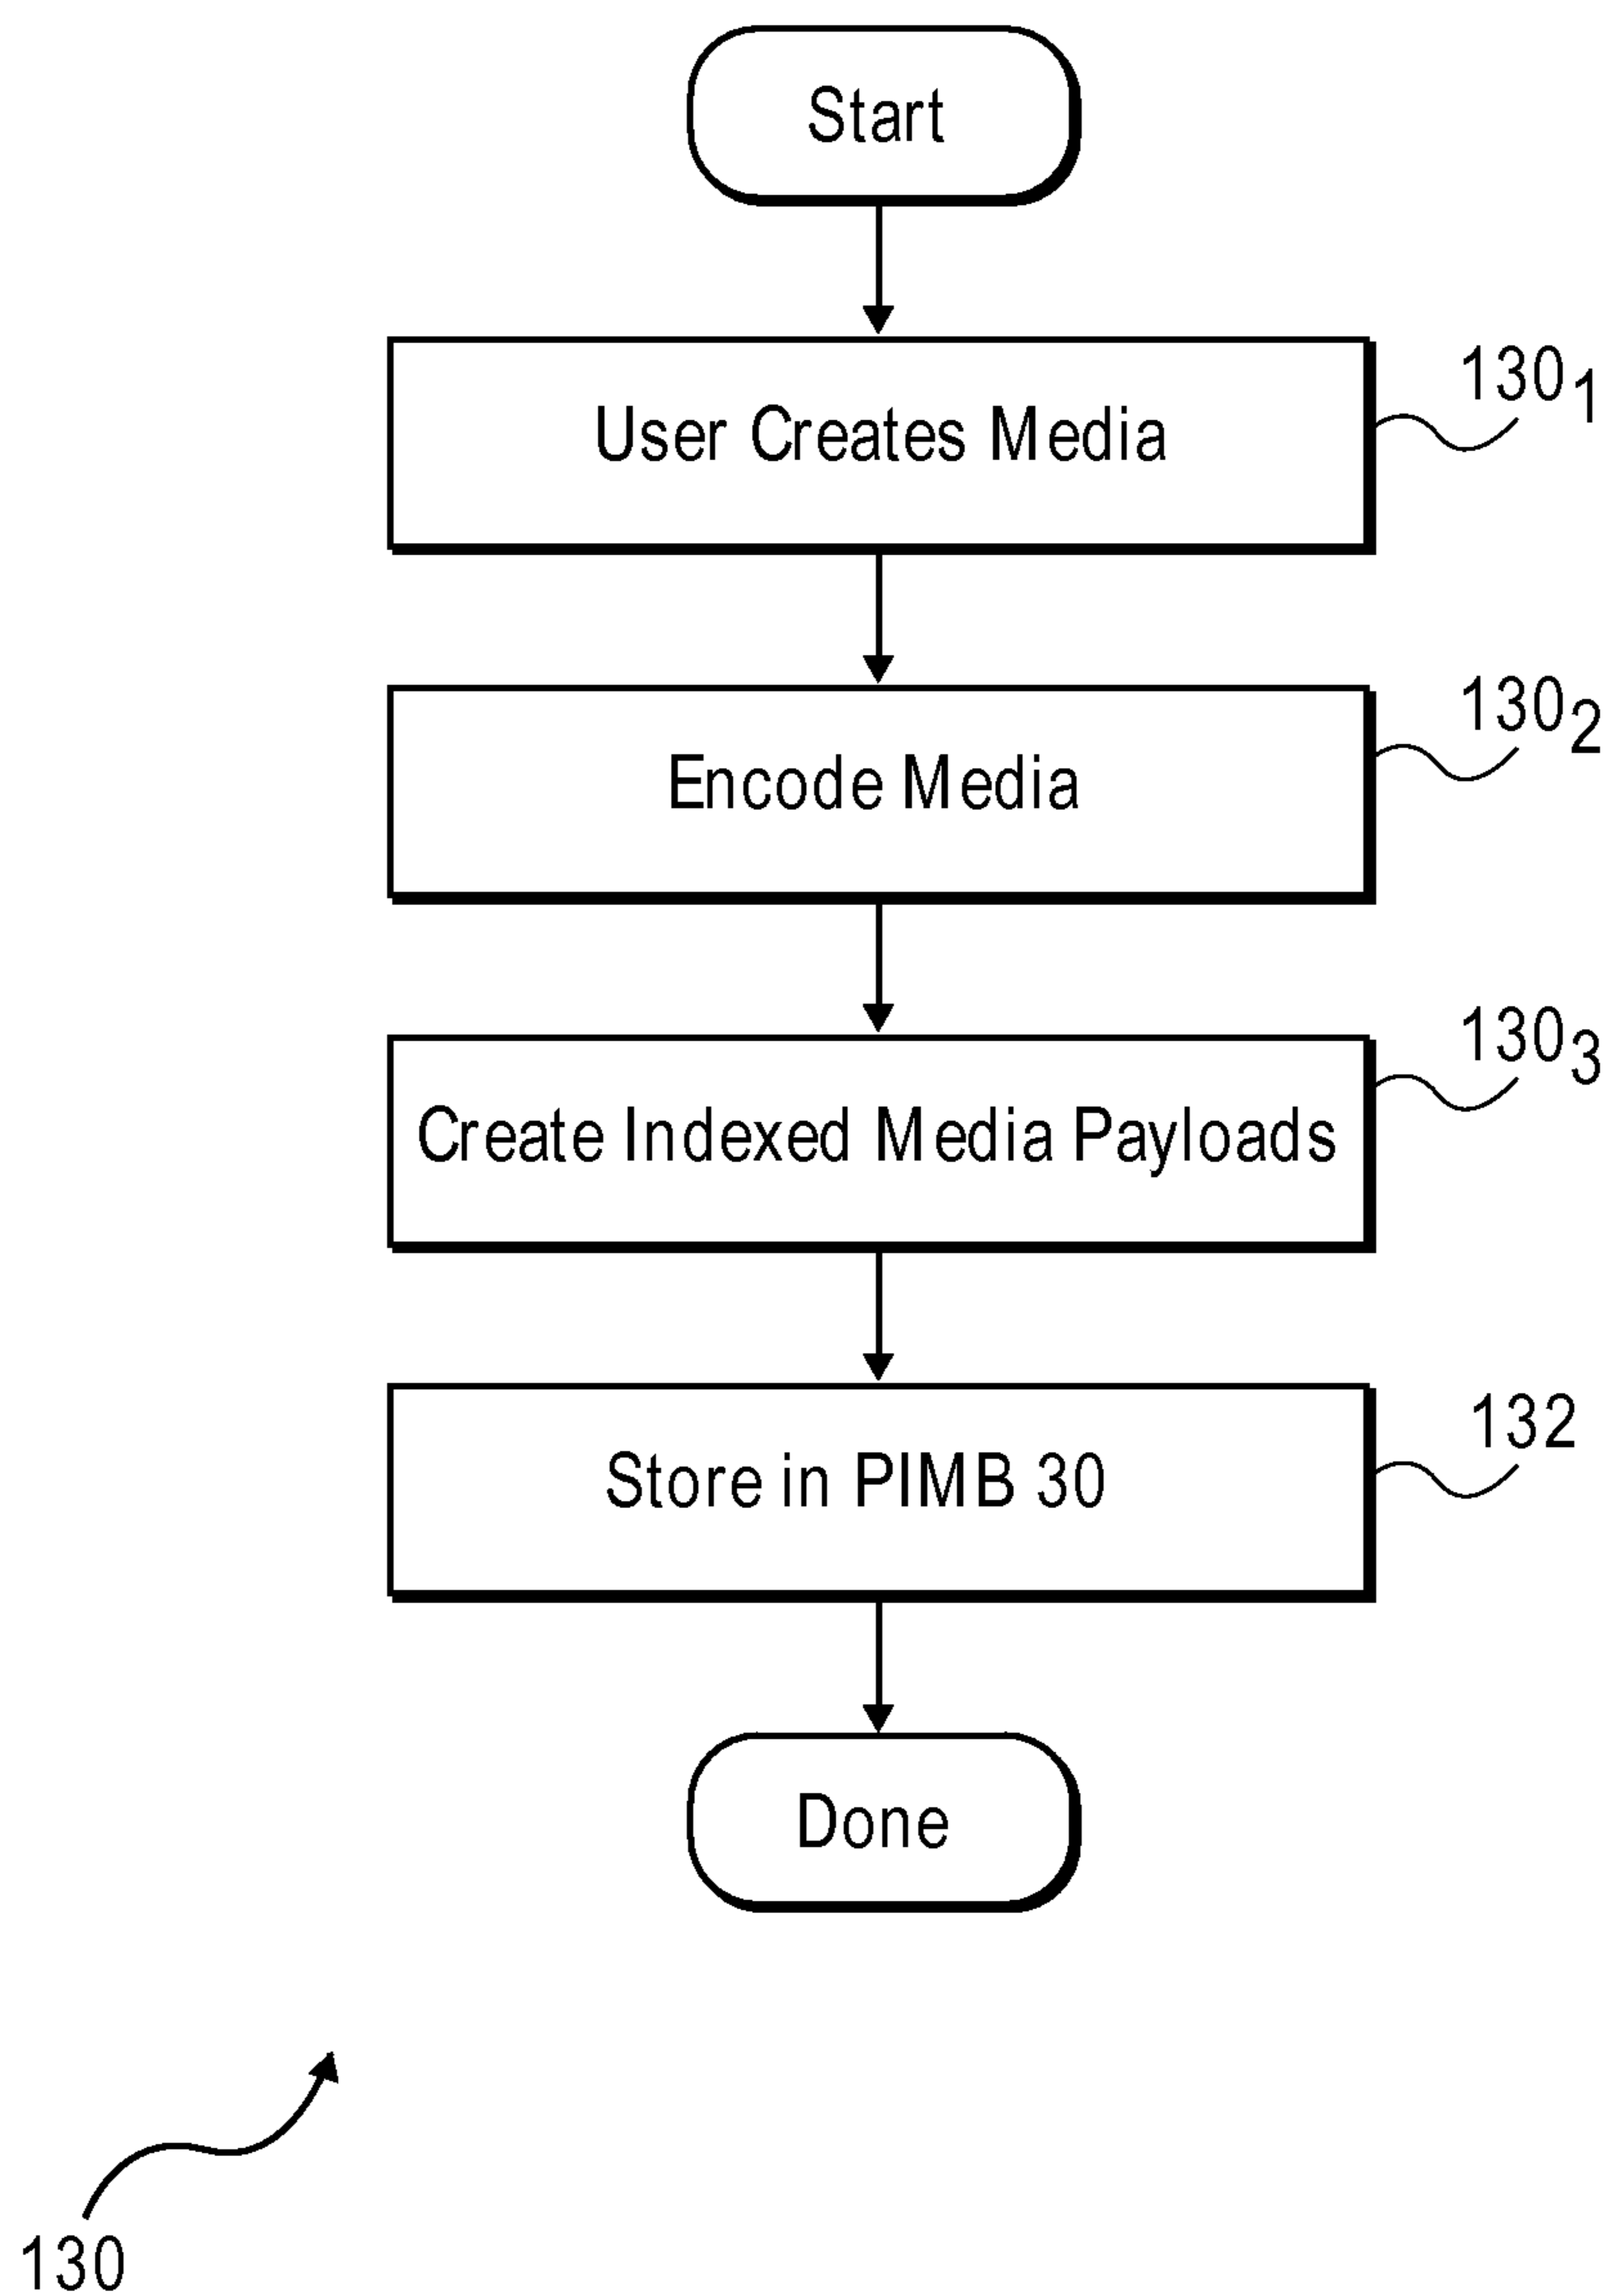 Start
User Creates Media
130₁
Encode Media
130₂
Create Indexed Media Payloads
130₃
Store in PIMB 30
132
Done
130